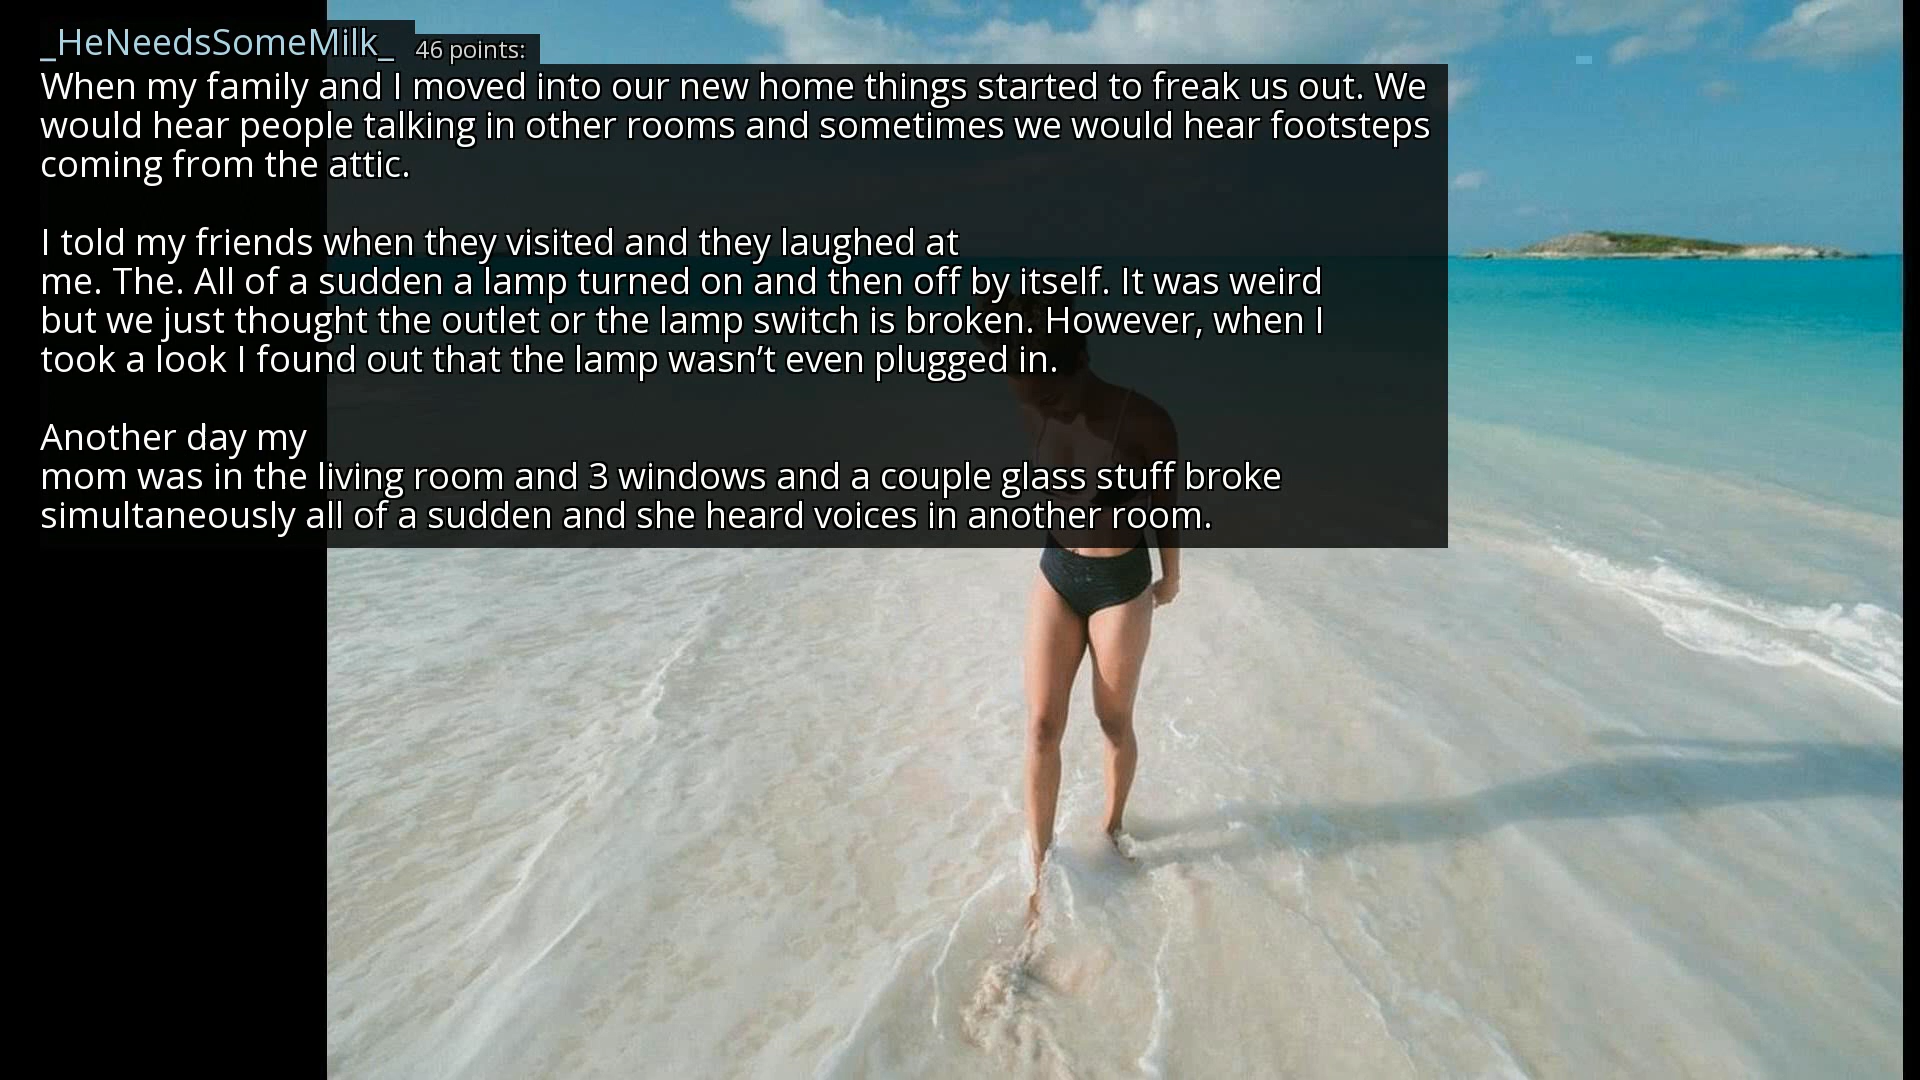 _HeNeedsSomeMilk_ 46 points:
When my family and I moved into our new home things started to freak us out. We
would hear people talking in other rooms and sometimes we would hear footsteps
coming from the attic.
I told my friends when they visited and they laughed at
me. The. All of a sudden a lamp turned on and then off by itself. It was weird
but we just thought the outlet or the lamp switch is broken. However, when I
took a look I found out that the lamp wasn’t even plugged in.
Another day my
mom was in the living room and 3 windows and a couple glass stuff broke
simultaneously all of a sudden and she heard voices in another room.